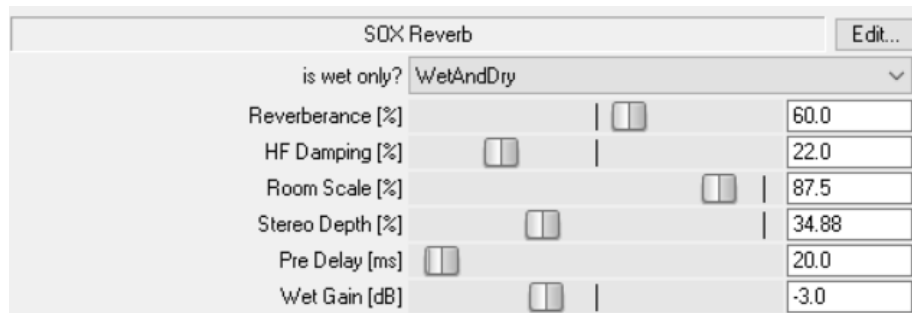 SOX Reverb Edit...
is wet only? WetAndDry
Reverberance [%] 60.0
HF Damping [%] 22.0
Room Scale [%] 87.5
Stereo Depth [%] 34.88
Pre Delay [ms] 20.0
Wet Gain [dB] -3.0